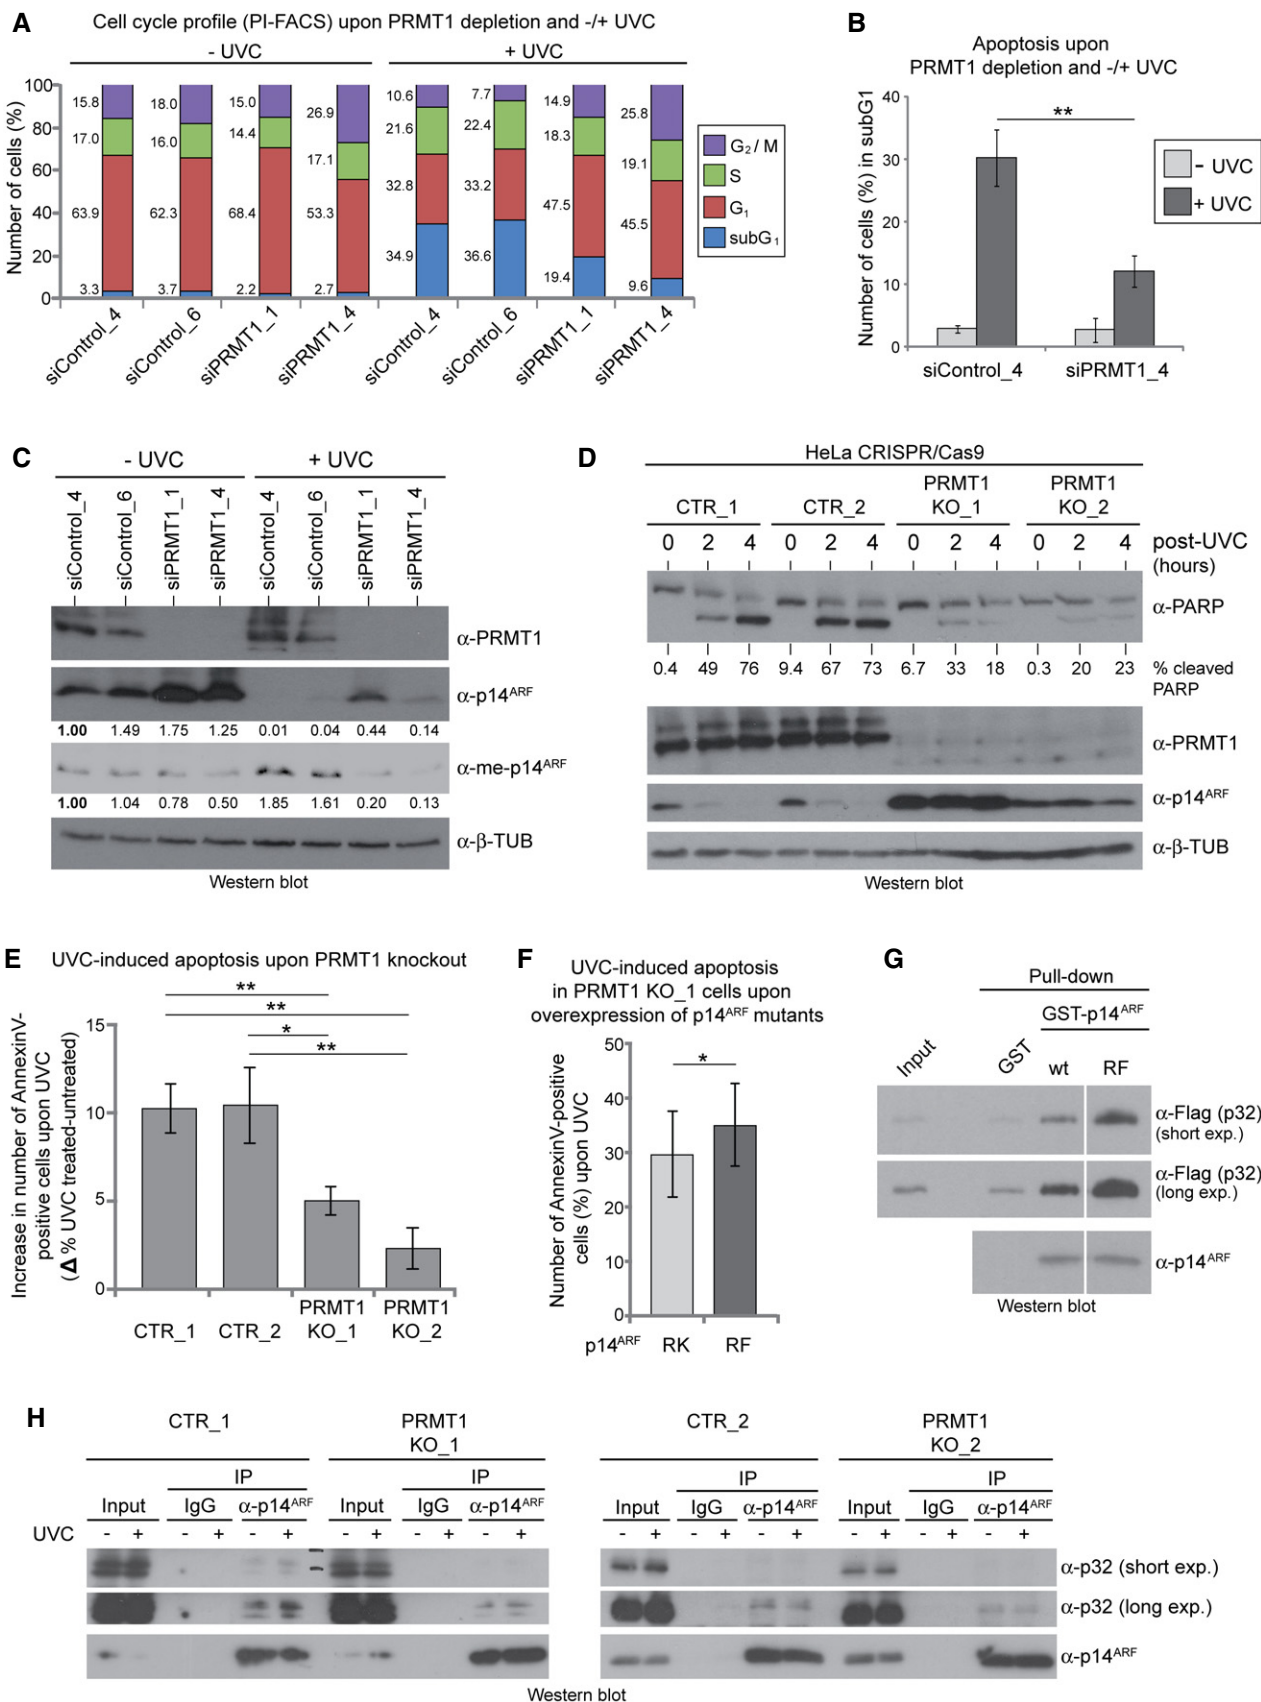 A
Cell cycle profile (PI-FACS) upon PRMT1 depletion and -/+ UVC
- UVC
+ UVC
Number of cells (%)
100
80
60
40
20
0
15.8
17.0
63.9
3.3
18.0
16.0
62.3
3.7
15.0
14.4
68.4
2.2
26.9
17.1
53.3
2.7
10.6
21.6
32.8
34.9
7.7
22.4
33.2
36.6
14.9
18.3
47.5
19.4
25.8
19.1
45.5
9.6
G2 / M
S
G1
subG1
siControl_4
siControl_6
siPRMT1_1
siPRMT1_4
siControl_4
siControl_6
siPRMT1_1
siPRMT1_4
B
Apoptosis upon
PRMT1 depletion and -/+ UVC
Number of cells (%) in subG1
40
30
20
10
0
**
- UVC
+ UVC
siControl_4
siPRMT1_4
C
- UVC
+ UVC
siControl_4
siControl_6
siPRMT1_1
siPRMT1_4
siControl_4
siControl_6
siPRMT1_1
siPRMT1_4
α-PRMT1
α-p14ARF
1.00 1.49 1.75 1.25 0.01 0.04 0.44 0.14
α-me-p14ARF
1.00 1.04 0.78 0.50 1.85 1.61 0.20 0.13
α-β-TUB
Western blot
D
HeLa CRISPR/Cas9
CTR_1
CTR_2
PRMT1
KO_1
PRMT1
KO_2
0 2 4 0 2 4 0 2 4 0 2 4 post-UVC
(hours)
α-PARP
0.4 49 76 9.4 67 73 6.7 33 18 0.3 20 23 % cleaved
PARP
α-PRMT1
α-p14ARF
α-β-TUB
Western blot
E
UVC-induced apoptosis upon PRMT1 knockout
Increase in number of AnnexinV-
positive cells upon UVC
(Δ % UVC treated-untreated)
15
10
5
0
**
**
*
**
CTR_1
CTR_2
PRMT1
KO_1
PRMT1
KO_2
F
UVC-induced apoptosis
in PRMT1 KO_1 cells upon
overexpression of p14ARF mutants
Number of AnnexinV-positive
cells (%) upon UVC
50
40
30
20
10
0
*
p14ARF RK RF
G
Pull-down
GST-p14ARF
Input
GST
wt
RF
α-Flag (p32)
(short exp.)
α-Flag (p32)
(long exp.)
α-p14ARF
Western blot
H
CTR_1
PRMT1
KO_1
CTR_2
PRMT1
KO_2
IP
IP
IP
IP
Input IgG α-p14ARF Input IgG α-p14ARF Input IgG α-p14ARF Input IgG α-p14ARF
UVC - + - + - + - + - + - + - + - + - + - + - + - +
α-p32 (short exp.)
α-p32 (long exp.)
α-p14ARF
Western blot